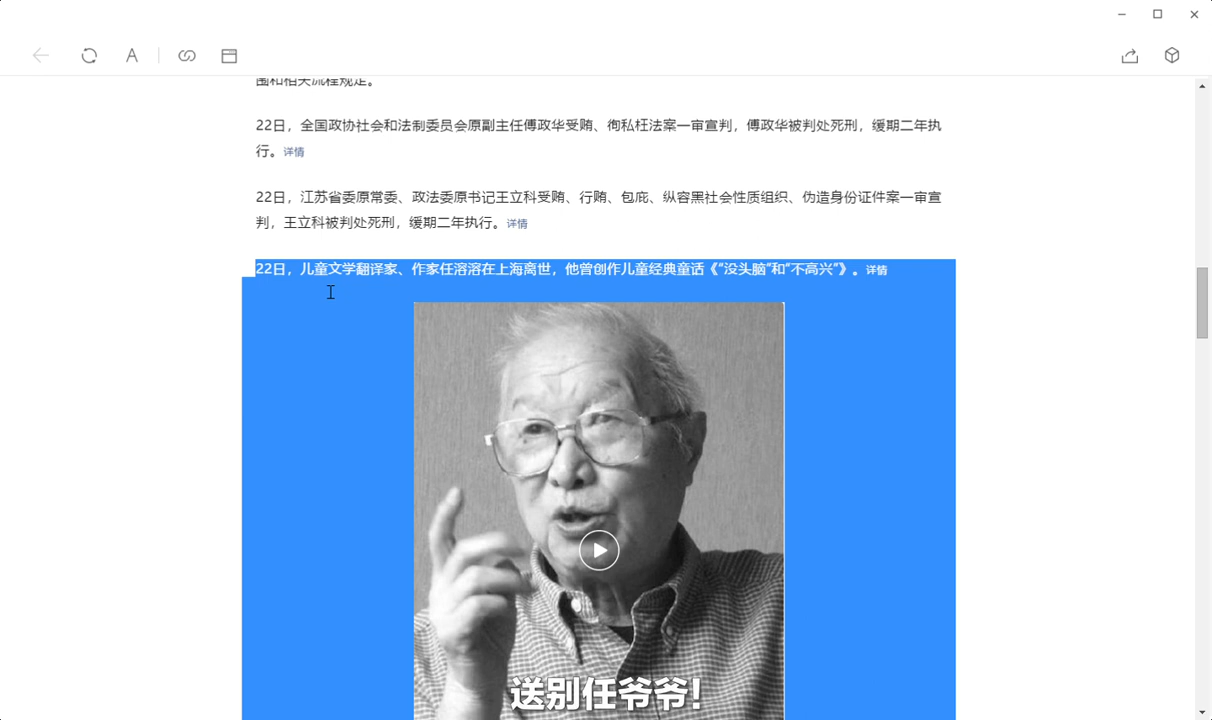 围和相关流程规定。
22日，全国政协社会和法制委员会原副主任傅政华受贿、徇私枉法案一审宣判，傅政华被判处死刑，缓期二年执
行。详情
22日，江苏省委原常委、政法委原书记王立科受贿、行贿、包庇、纵容黑社会性质组织、伪造身份证件案一审宣
判，王立科被判处死刑，缓期二年执行。详情
22日，儿童文学翻译家、作家任溶溶在上海离世，他曾创作儿童经典童话《“没头脑”和“不高兴”》。详情
送别任爷爷！